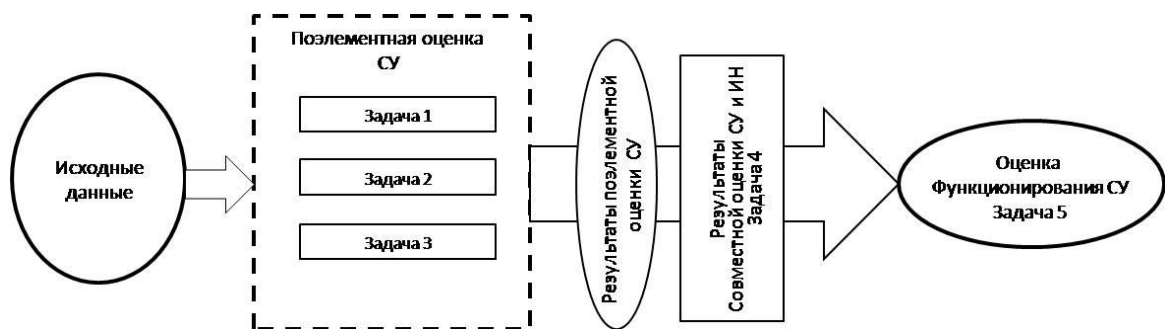 Исходные
данные
Поэлементная оценка
СУ
Задача 1
Задача 2
Задача 3
Результаты поэлементной
оценки СУ
Результаты
Совместной оценки СУ и ИН
Задача 4
Оценка
Функционирования СУ
Задача 5